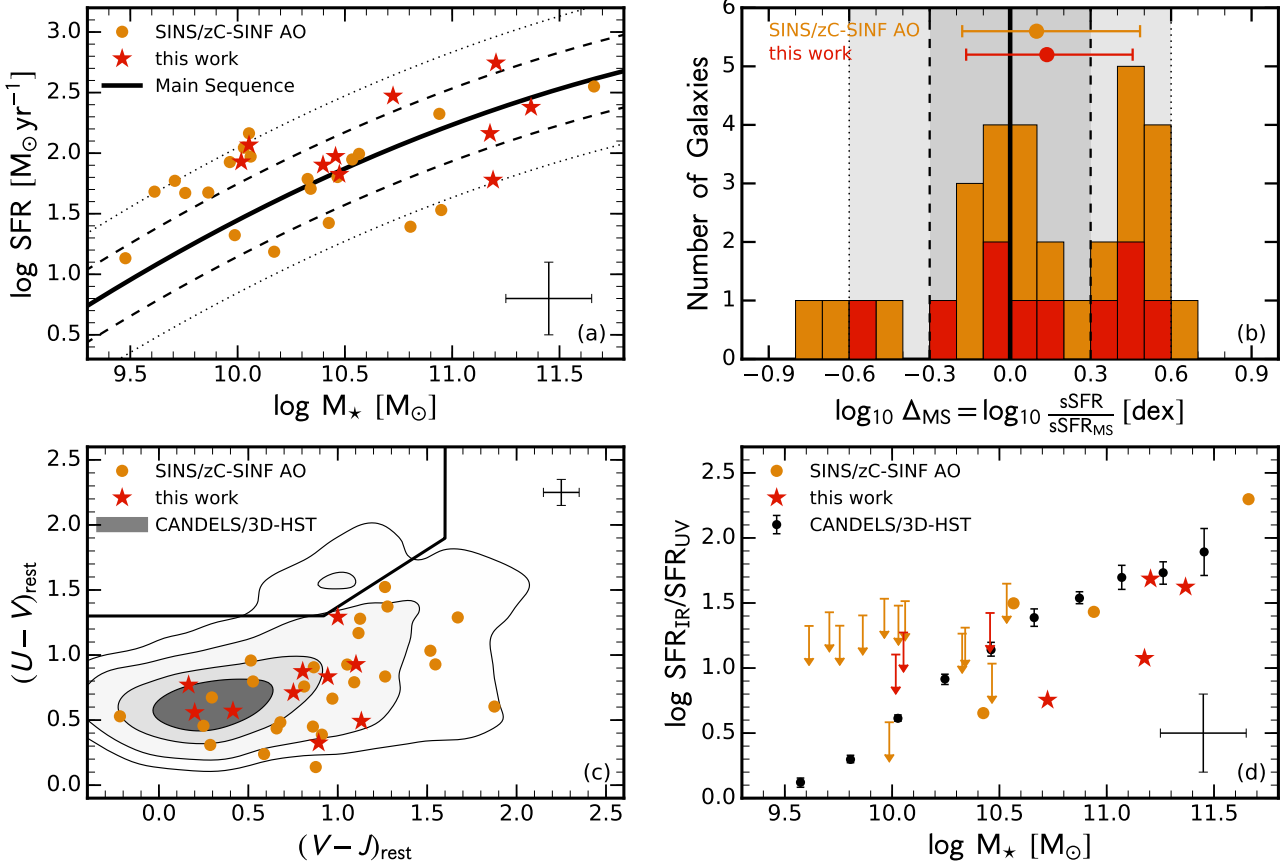 SINS/zC-SINF AO
this work
Main Sequence
log SFR [M⊙ yr⁻¹]
3.0
2.5
2.0
1.5
1.0
0.5
9.5 10.0 10.5 11.0 11.5
log M⋆ [M⊙]
(a)
SINS/zC-SINF AO
this work
Number of Galaxies
7
6
5
4
3
2
1
0
−0.9 −0.6 −0.3 0.0 0.3 0.6 0.9
log₁₀ Δ_MS = log₁₀ sSFR/sSFR_MS [dex]
(b)
SINS/zC-SINF AO
this work
CANDELS/3D-HST
(U − V)rest
2.5
2.0
1.5
1.0
0.5
0.0
0.0 0.5 1.0 1.5 2.0 2.5
(V − J)rest
(c)
SINS/zC-SINF AO
this work
CANDELS/3D-HST
log SFR_IR/SFR_UV
2.5
2.0
1.5
1.0
0.5
0.0
9.5 10.0 10.5 11.0 11.5
log M⋆ [M⊙]
(d)